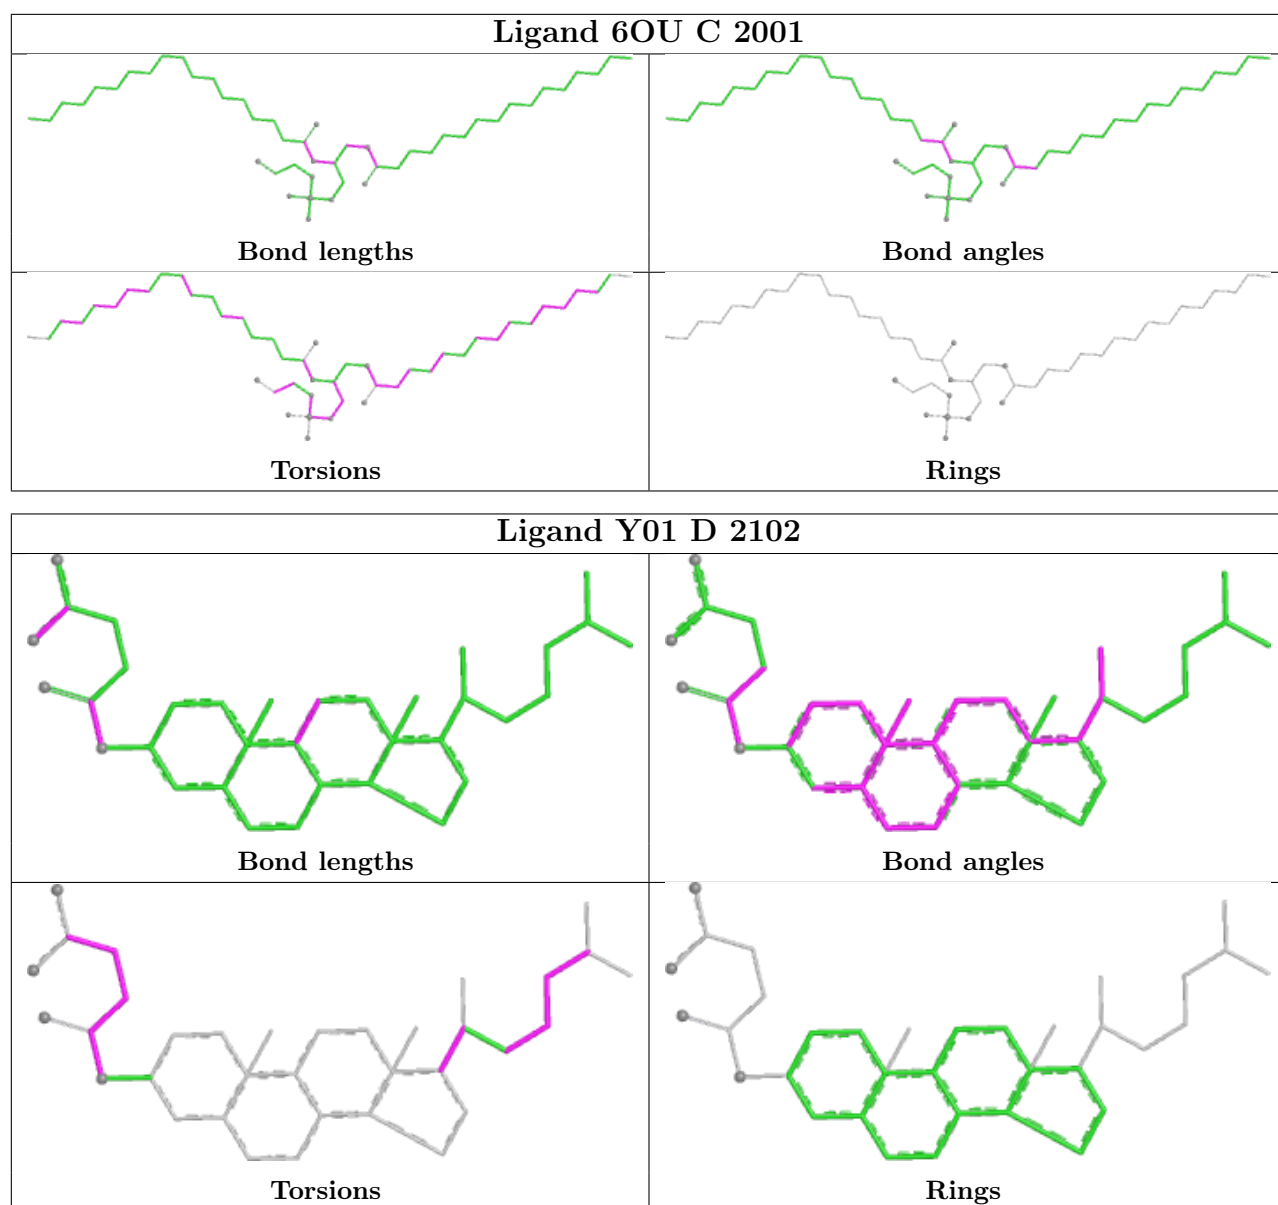 Ligand 6OU C 2001
Bond lengths
Bond angles
Torsions
Rings
Ligand Y01 D 2102
Bond lengths
Bond angles
Torsions
Rings